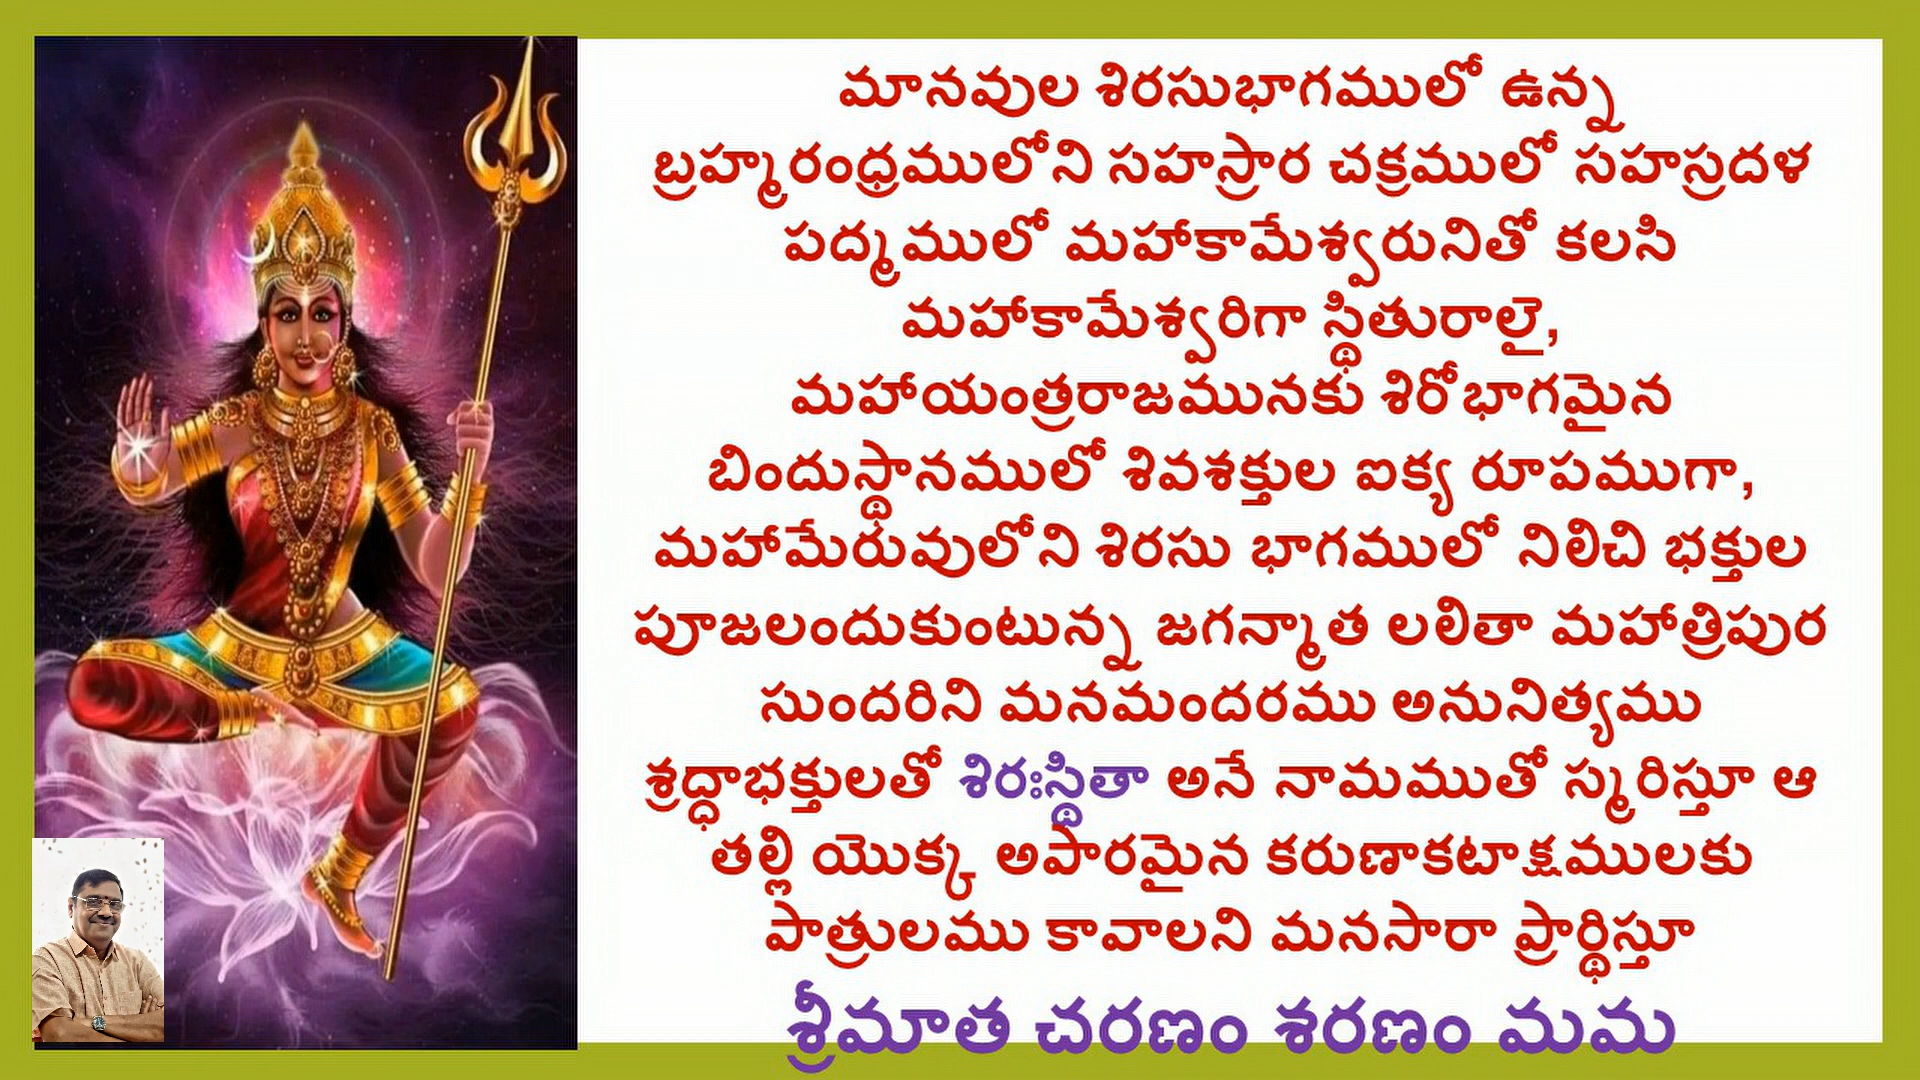 మానవుల శిరసుభాగములో ఉన్న
బ్రహ్మరంధ్రములోని సహస్రార చక్రములో సహస్రదళ
పద్మములో మహాకామేశ్వరునితో కలసి
మహాకామేశ్వరిగా స్థితురాలై,
మహాయంత్రరాజమునకు శిరోభాగమైన
బిందుస్థానములో శివశక్తుల ఐక్య రూపముగా,
మహామేరువులోని శిరసు భాగములో నిలిచి భక్తుల
పూజలందుకుంటున్న జగన్మాత లలితా మహాత్రిపుర
సుందరిని మనమందరము అనునిత్యము
శ్రద్ధాభక్తులతో శిరఃస్థితా అనే నామముతో స్మరిస్తూ ఆ
తల్లి యొక్క అపారమైన కరుణాకటాక్షములకు
పాత్రులము కావాలని మనసారా ప్రార్థిస్తూ
శ్రీమాత చరణం శరణం మమ